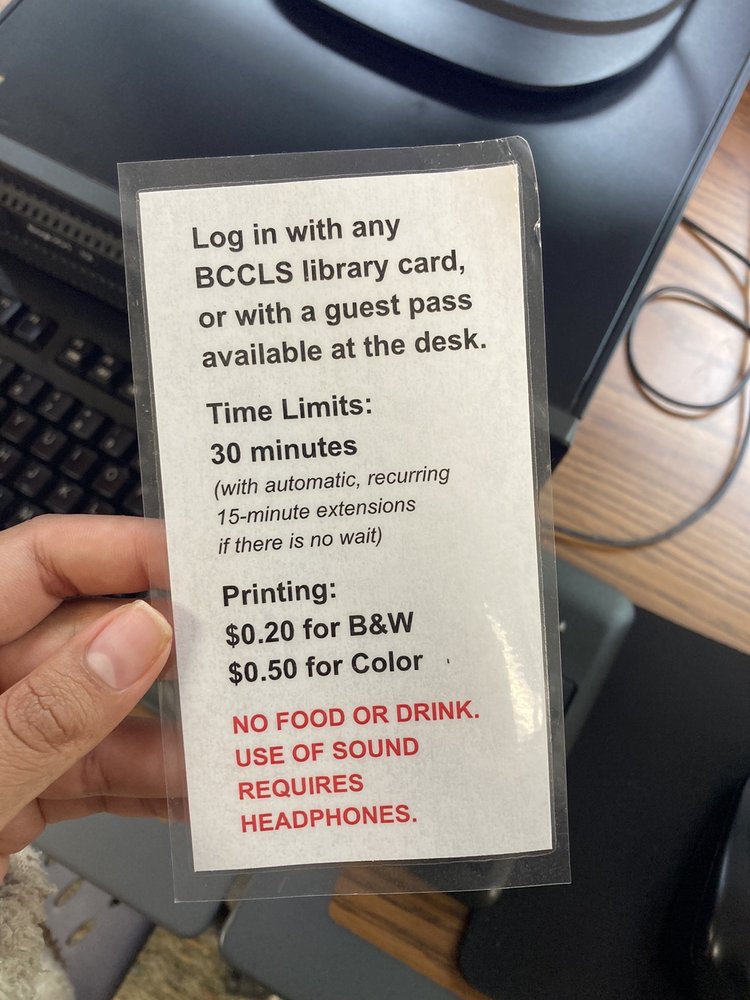 Log in with any
BCCLS library card,
or with a guest pass
available at the desk.
Time Limits:
30 minutes
(with automatic, recurring
15-minute extensions
if there is no wait)
Printing:
$0.20 for B&W
$0.50 for Color
NO FOOD OR DRINK.
USE OF SOUND
REQUIRES
HEADPHONES.